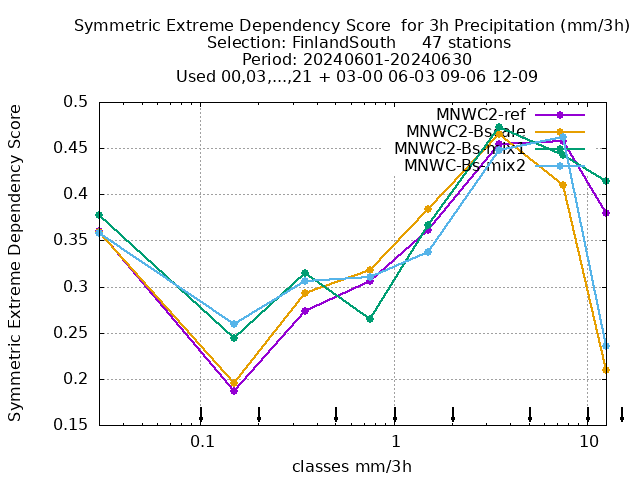 Symmetric Extreme Dependency Score  for 3h Precipitation (mm/3h)
Selection: FinlandSouth     47 stations
Period: 20240601-20240630
Used 00,03,...,21 + 03-00 06-03 09-06 12-09
Symmetric Extreme Dependency Score
0.5
0.45
0.4
0.35
0.3
0.25
0.2
0.15
MNWC2-ref
MNWC2-Bs-ale
MNWC2-Bs-mix1
MNWC-Bs-mix2
0.1
1
10
classes mm/3h